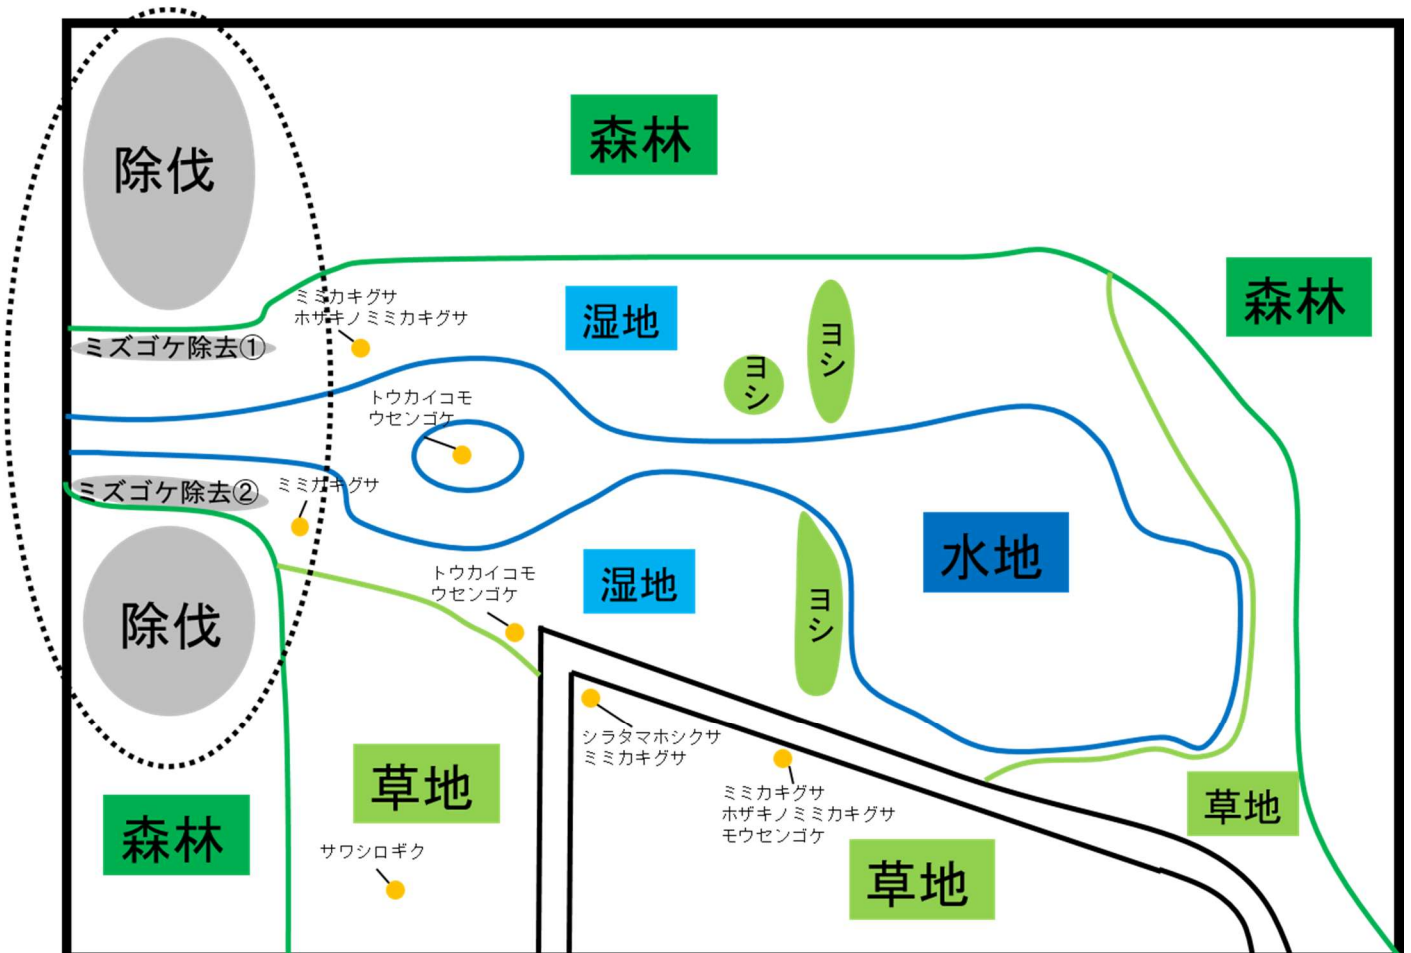 除伐
森林
森林
ミミカキグサ
ホザキノミミカキグサ
湿地
ヨシ
ヨシ
ミズゴケ除去①
トウカイコモ
ウセンゴケ
ミズゴケ除去②
ミミカキグサ
水地
トウカイコモ
ウセンゴケ
湿地
ヨシ
除伐
シラタマホシクサ
ミミカキグサ
草地
ミミカキグサ
ホザキノミミカキグサ
モウセンゴケ
草地
森林
サワシロギク
草地